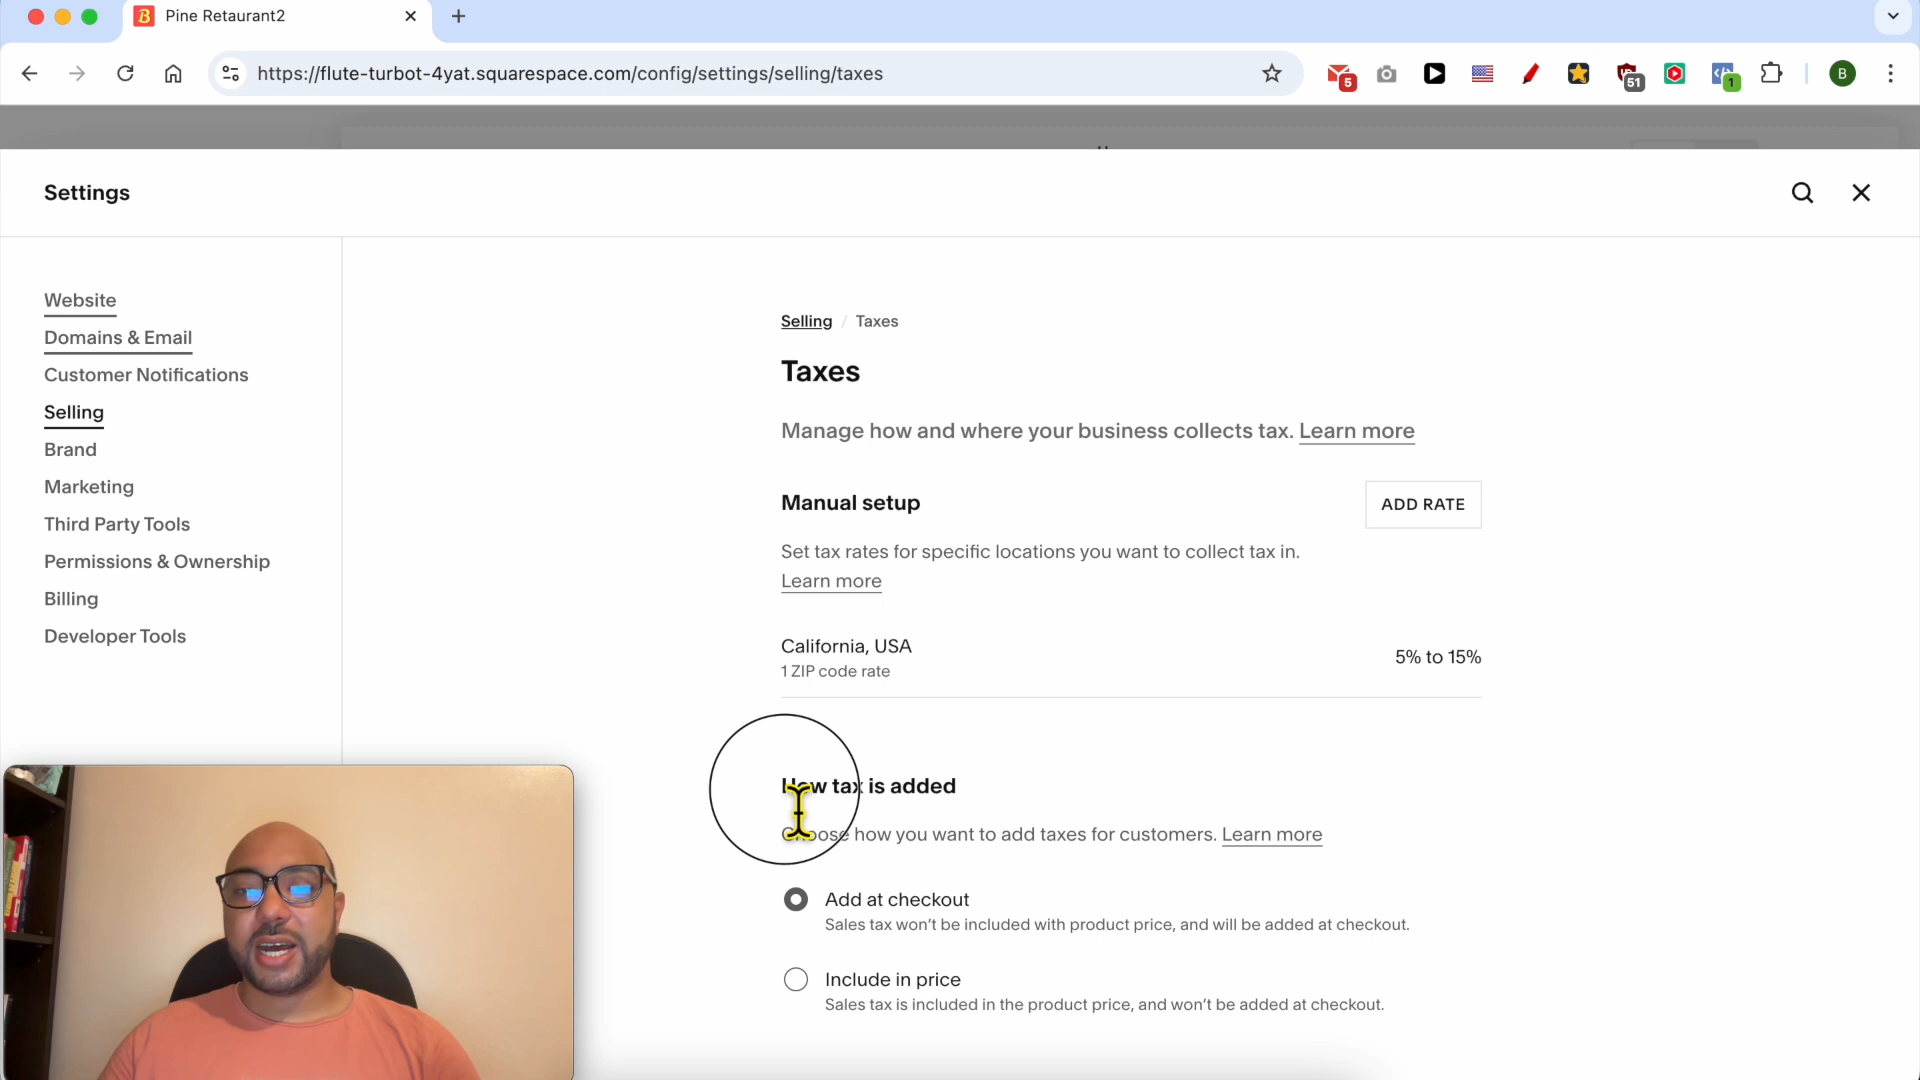 Pine Retaurant2
https://flute-turbot-4yat.squarespace.com/config/settings/selling/taxes
5
51
1
B
Settings
Website
Domains & Email
Customer Notifications
Selling
Brand
Marketing
Third Party Tools
Permissions & Ownership
Billing
Developer Tools
Selling / Taxes
Taxes
Manage how and where your business collects tax. Learn more
Manual setup
ADD RATE
Set tax rates for specific locations you want to collect tax in.
Learn more
California, USA
1 ZIP code rate
5% to 15%
How tax is added
Choose how you want to add taxes for customers. Learn more
Add at checkout
Sales tax won't be included with product price, and will be added at checkout.
Include in price
Sales tax is included in the product price, and won't be added at checkout.